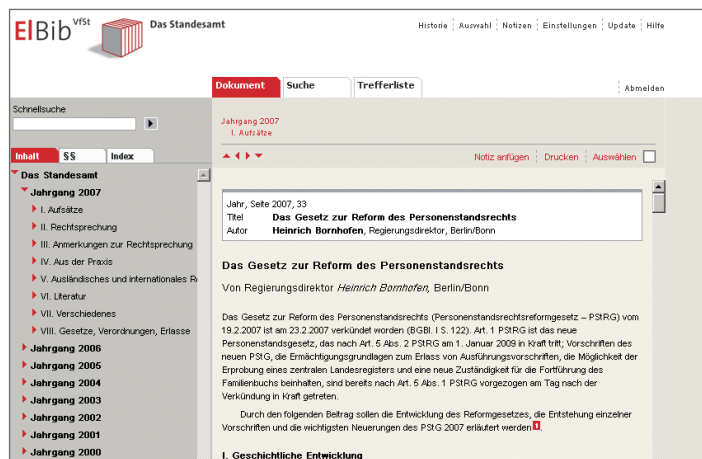 ElBib VfSt
Das Standesamt
Historie Auswahl Notizen Einstellungen Update Hilfe
Dokument Suche Trefferliste
Abmelden
Schnellsuche
Jahrgang 2007
I. Aufsätze
Inhalt §§ Index
Notiz anfügen Drucken Auswählen
Das Standesamt
Jahrgang 2007
I. Aufsätze
II. Rechtsprechung
III. Anmerkungen zur Rechtsprechung
IV. Aus der Praxis
V. Ausländisches und internationales R
VI. Literatur
VII. Verschiedenes
VIII. Gesetze, Verordnungen, Erlasse
Jahrgang 2006
Jahrgang 2005
Jahrgang 2004
Jahrgang 2003
Jahrgang 2002
Jahrgang 2001
Jahrgang 2000
Jahr, Seite 2007, 33
Titel Das Gesetz zur Reform des Personenstandsrechts
Autor Heinrich Bornhofen, Regierungsdirektor, Berlin/Bonn
Das Gesetz zur Reform des Personenstandsrechts
Von Regierungsdirektor Heinrich Bornhofen, Berlin/Bonn
Das Gesetz zur Reform des Personenstandsrechts (Personenstandsrechtsreformgesetz – PStRG) vom
19.2.2007 ist am 23.2.2007 verkündet worden (BGBl. I S. 122). Art. 1 PStRG ist das neue
Personenstandsgesetz, das nach Art. 5 Abs. 2 PStRG am 1. Januar 2009 in Kraft tritt; Vorschriften des
neuen PStG, die Ermächtigungsgrundlagen zum Erlass von Ausführungsvorschriften, die Möglichkeit der
Erprobung eines zentralen Landesregisters und eine neue Zuständigkeit für die Fortführung des
Familienbuchs beinhalten, sind bereits nach Art. 5 Abs. 1 PStRG vorgezogen am Tag nach der
Verkündung in Kraft getreten.
Durch den folgenden Beitrag sollen die Entwicklung des Reformgesetzes, die Entstehung einzelner
Vorschriften und die wichtigsten Neuerungen des PStG 2007 erläutert werden 1.
I. Geschichtliche Entwicklung